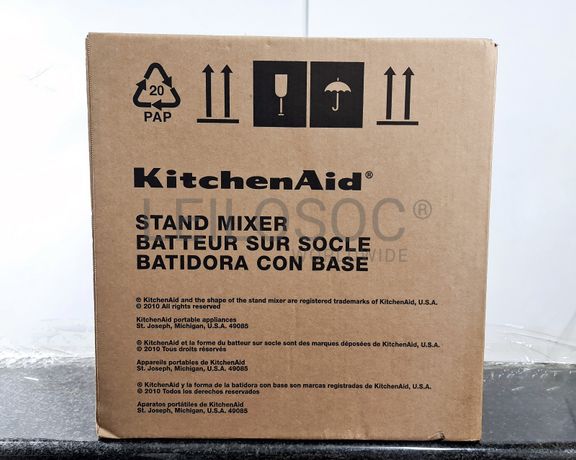 20
PAP
KitchenAid®
LEILOSOC®
WORLDWIDE
STAND MIXER
BATTEUR SUR SOCLE
BATIDORA CON BASE
® KitchenAid and the shape of the stand mixer are registered trademarks of KitchenAid, U.S.A.
© 2010 All rights reserved
KitchenAid portable appliances
St. Joseph, Michigan, U.S.A. 49085
® KitchenAid et la forme du batteur sur socle sont des marques déposées de KitchenAid, U.S.A.
© 2010 Tous droits réservés
Appareils portables de KitchenAid
St. Joseph, Michigan, U.S.A. 49085
® KitchenAid y la forma de la batidora con base son marcas registradas de KitchenAid, U.S.A.
© 2010 Todos los derechos reservados
Aparatos portátiles de KitchenAid
St. Joseph, Michigan, U.S.A. 49085